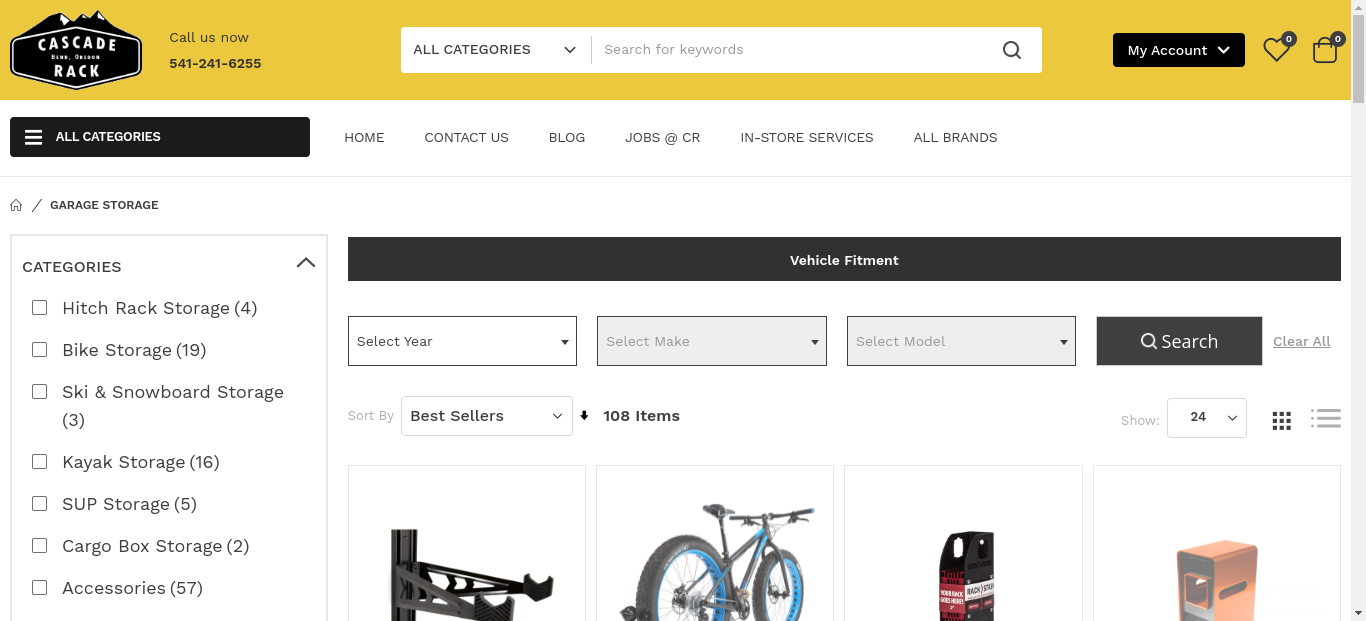 CASCADE
BEND, OREGON
RACK
Call us now
541-241-6255
ALL CATEGORIES
Search for keywords
My Account
0
0
ALL CATEGORIES
HOME
CONTACT US
BLOG
JOBS @ CR
IN-STORE SERVICES
ALL BRANDS
GARAGE STORAGE
CATEGORIES
Hitch Rack Storage (4)
Bike Storage (19)
Ski & Snowboard Storage
(3)
Kayak Storage (16)
SUP Storage (5)
Cargo Box Storage (2)
Accessories (57)
Vehicle Fitment
Select Year
Select Make
Select Model
Search
Clear All
Sort By
Best Sellers
108 Items
Show:
24
YOUR RACK
GOES HERE!
2"